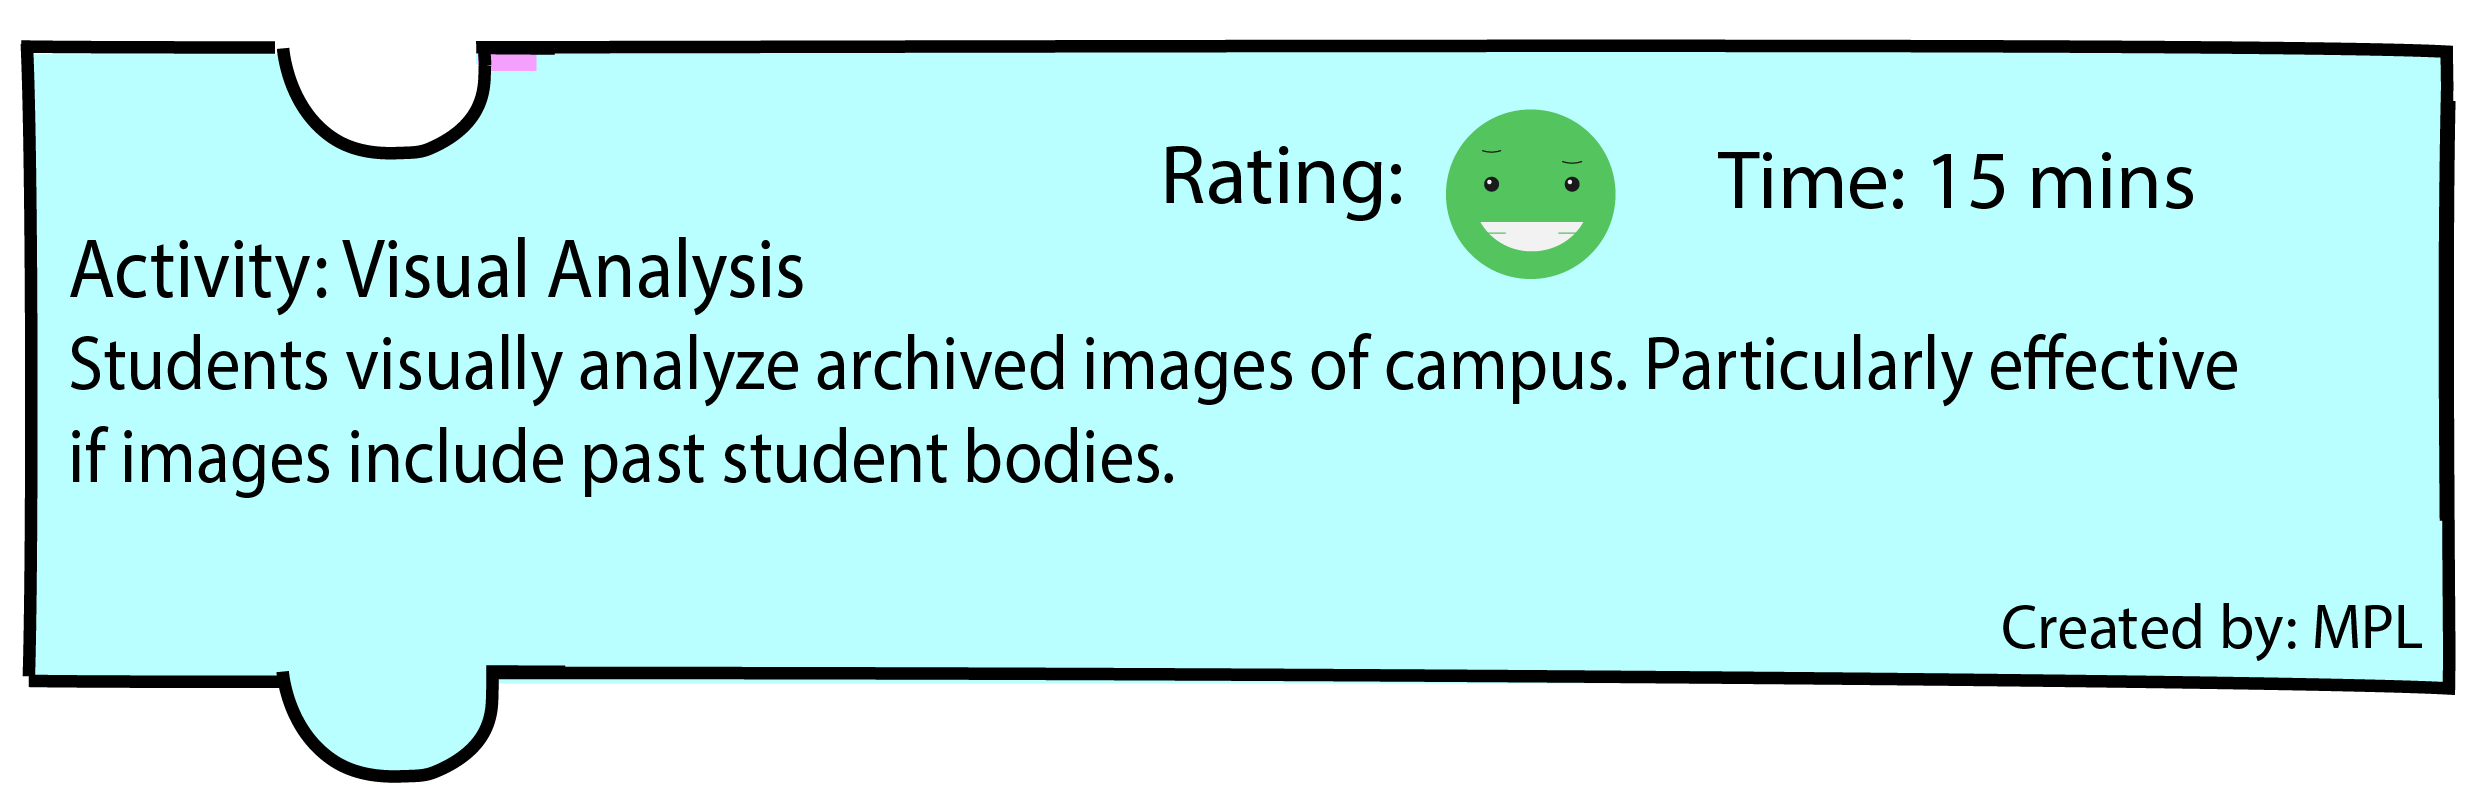 Rating:
Time: 15 mins
Activity: Visual Analysis
Students visually analyze archived images of campus. Particularly effective
if images include past student bodies.
Created by: MPL